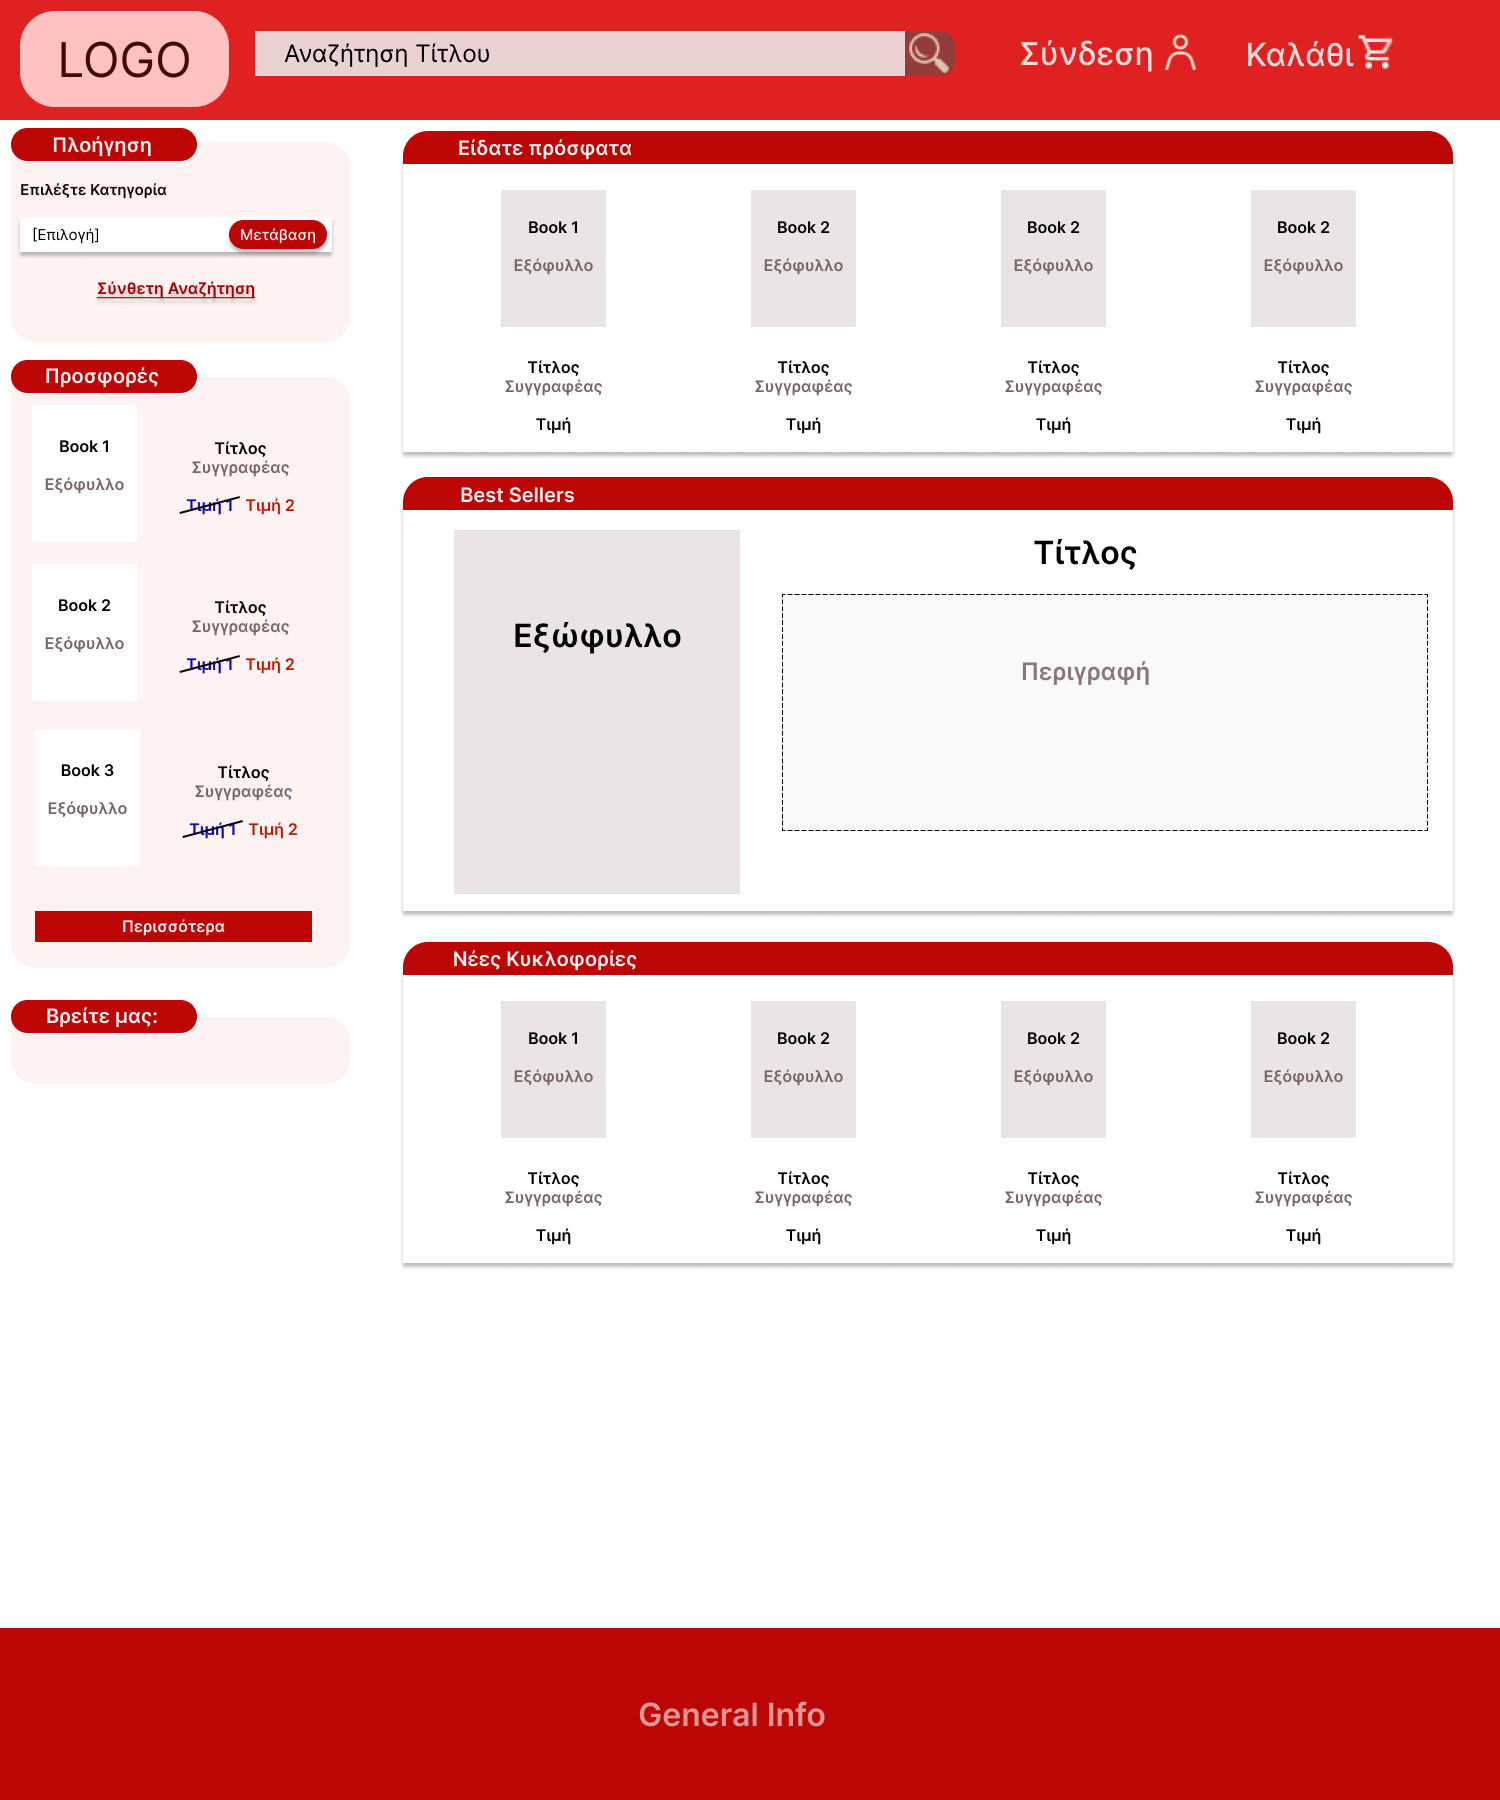 LOGO
Αναζήτηση Τίτλου
Σύνδεση
Καλάθι
Πλοήγηση
Επιλέξτε Κατηγορία
[Επιλογή]
Μετάβαση
Σύνθετη Αναζήτηση
Προσφορές
Book 1
Εξόφυλλο
Τίτλος
Συγγραφέας
Τιμή 1 Τιμή 2
Book 2
Εξόφυλλο
Τίτλος
Συγγραφέας
Τιμή 1 Τιμή 2
Book 3
Εξόφυλλο
Τίτλος
Συγγραφέας
Τιμή 1 Τιμή 2
Περισσότερα
Βρείτε μας:
Είδατε πρόσφατα
Book 1
Εξόφυλλο
Τίτλος
Συγγραφέας
Τιμή
Book 2
Εξόφυλλο
Τίτλος
Συγγραφέας
Τιμή
Book 2
Εξόφυλλο
Τίτλος
Συγγραφέας
Τιμή
Book 2
Εξόφυλλο
Τίτλος
Συγγραφέας
Τιμή
Best Sellers
Εξώφυλλο
Τίτλος
Περιγραφή
Νέες Κυκλοφορίες
Book 1
Εξόφυλλο
Τίτλος
Συγγραφέας
Τιμή
Book 2
Εξόφυλλο
Τίτλος
Συγγραφέας
Τιμή
Book 2
Εξόφυλλο
Τίτλος
Συγγραφέας
Τιμή
Book 2
Εξόφυλλο
Τίτλος
Συγγραφέας
Τιμή
General Info